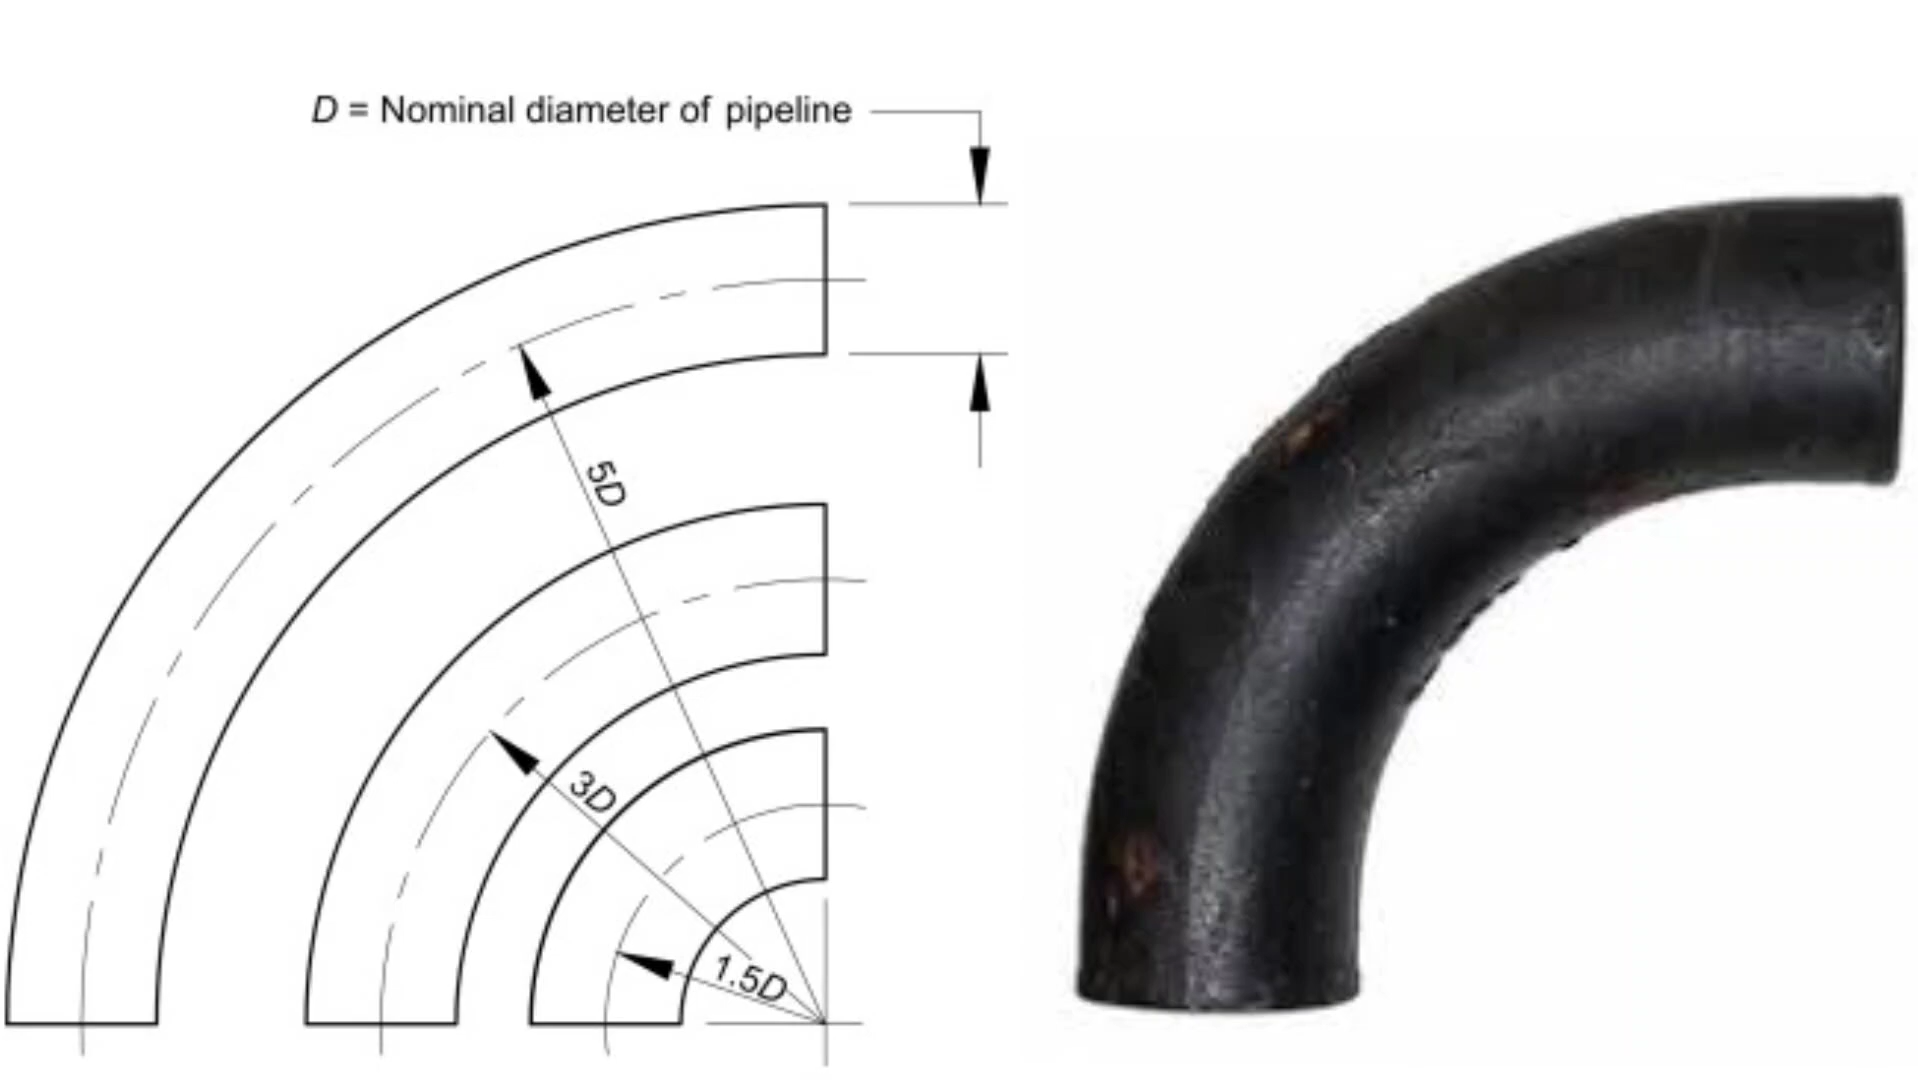 D = Nominal diameter of pipeline
5D
3D
1.5D